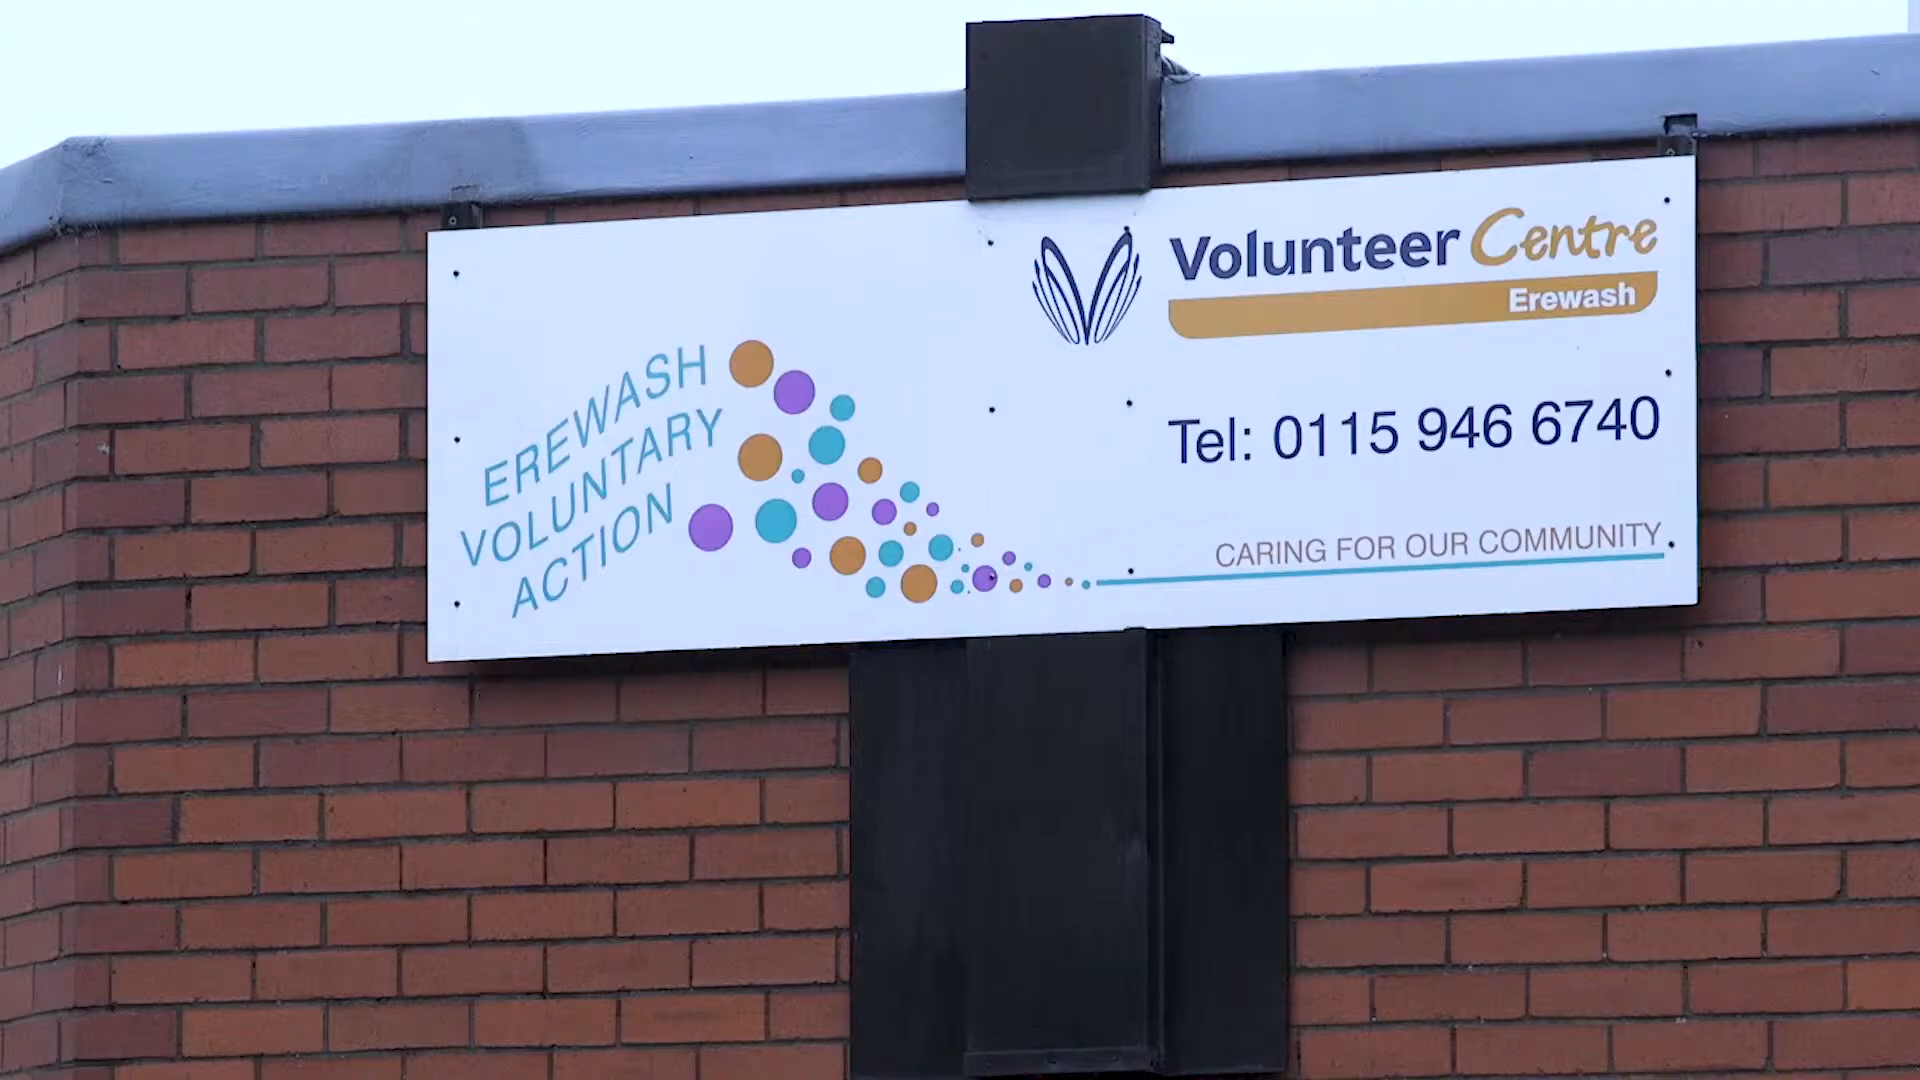 EREWASH
VOLUNTARY
ACTION
Volunteer Centre
Erewash
Tel: 0115 946 6740
CARING FOR OUR COMMUNITY